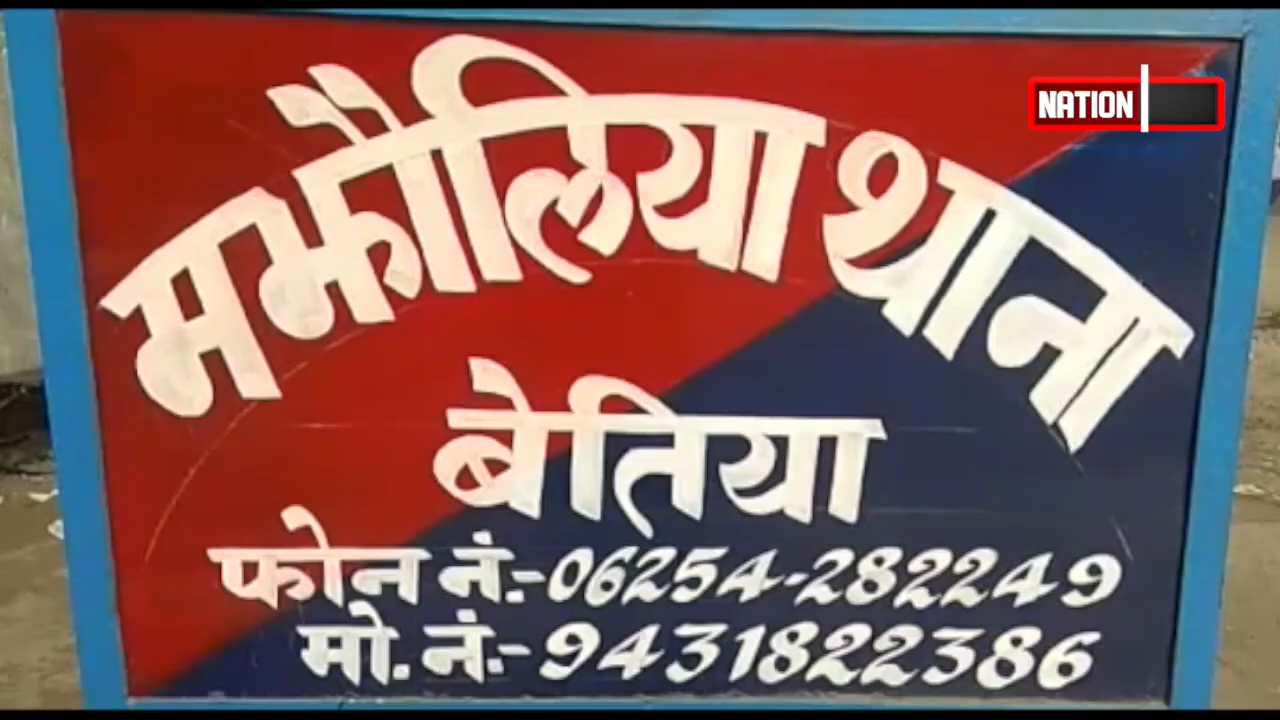 NATION
मझौलिया थाना
बेतिया
फोन नं.-06254-282249
मो. नं.-9431822386